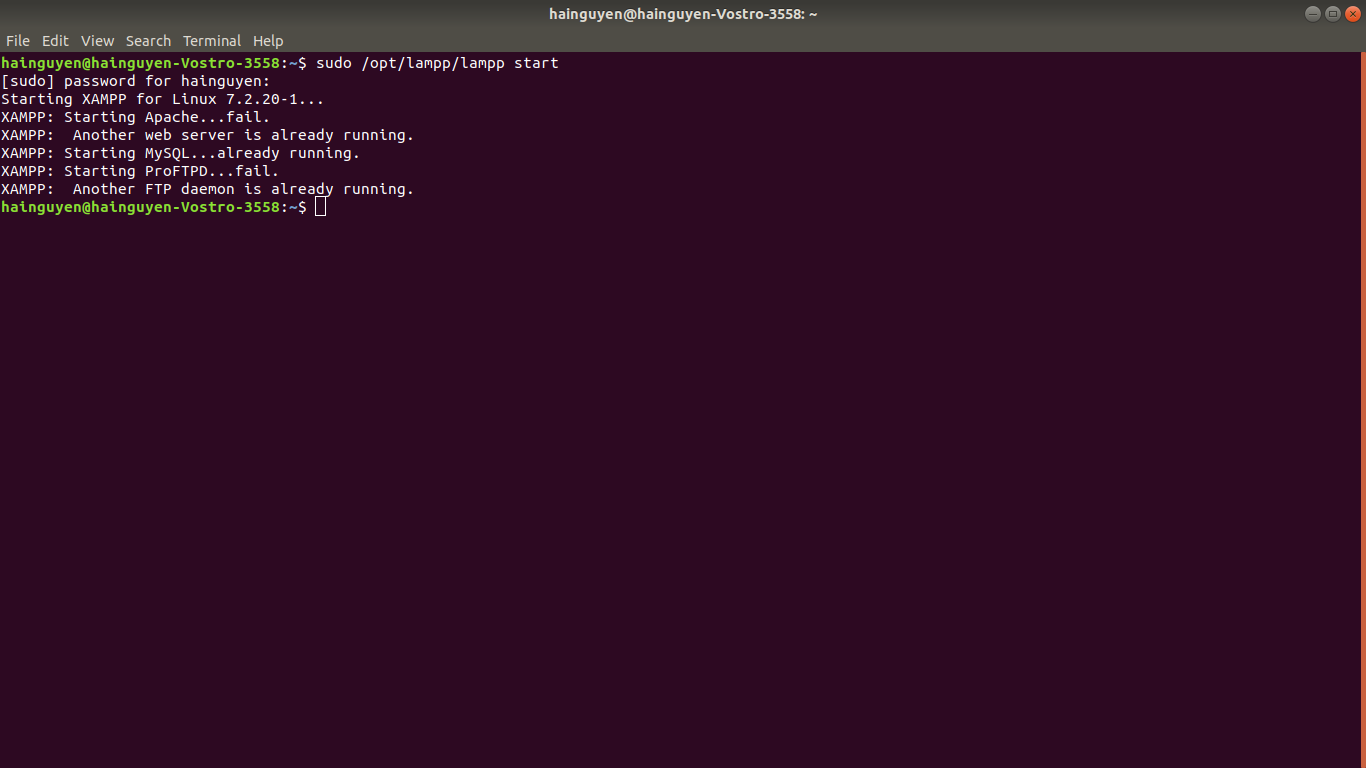 hainguyen@hainguyen-Vostro-3558: ~
File Edit View Search Terminal Help
hainguyen@hainguyen-Vostro-3558:~$ sudo /opt/lampp/lampp start
[sudo] password for hainguyen:
Starting XAMPP for Linux 7.2.20-1...
XAMPP: Starting Apache...fail.
XAMPP:  Another web server is already running.
XAMPP: Starting MySQL...already running.
XAMPP: Starting ProFTPD...fail.
XAMPP:  Another FTP daemon is already running.
hainguyen@hainguyen-Vostro-3558:~$